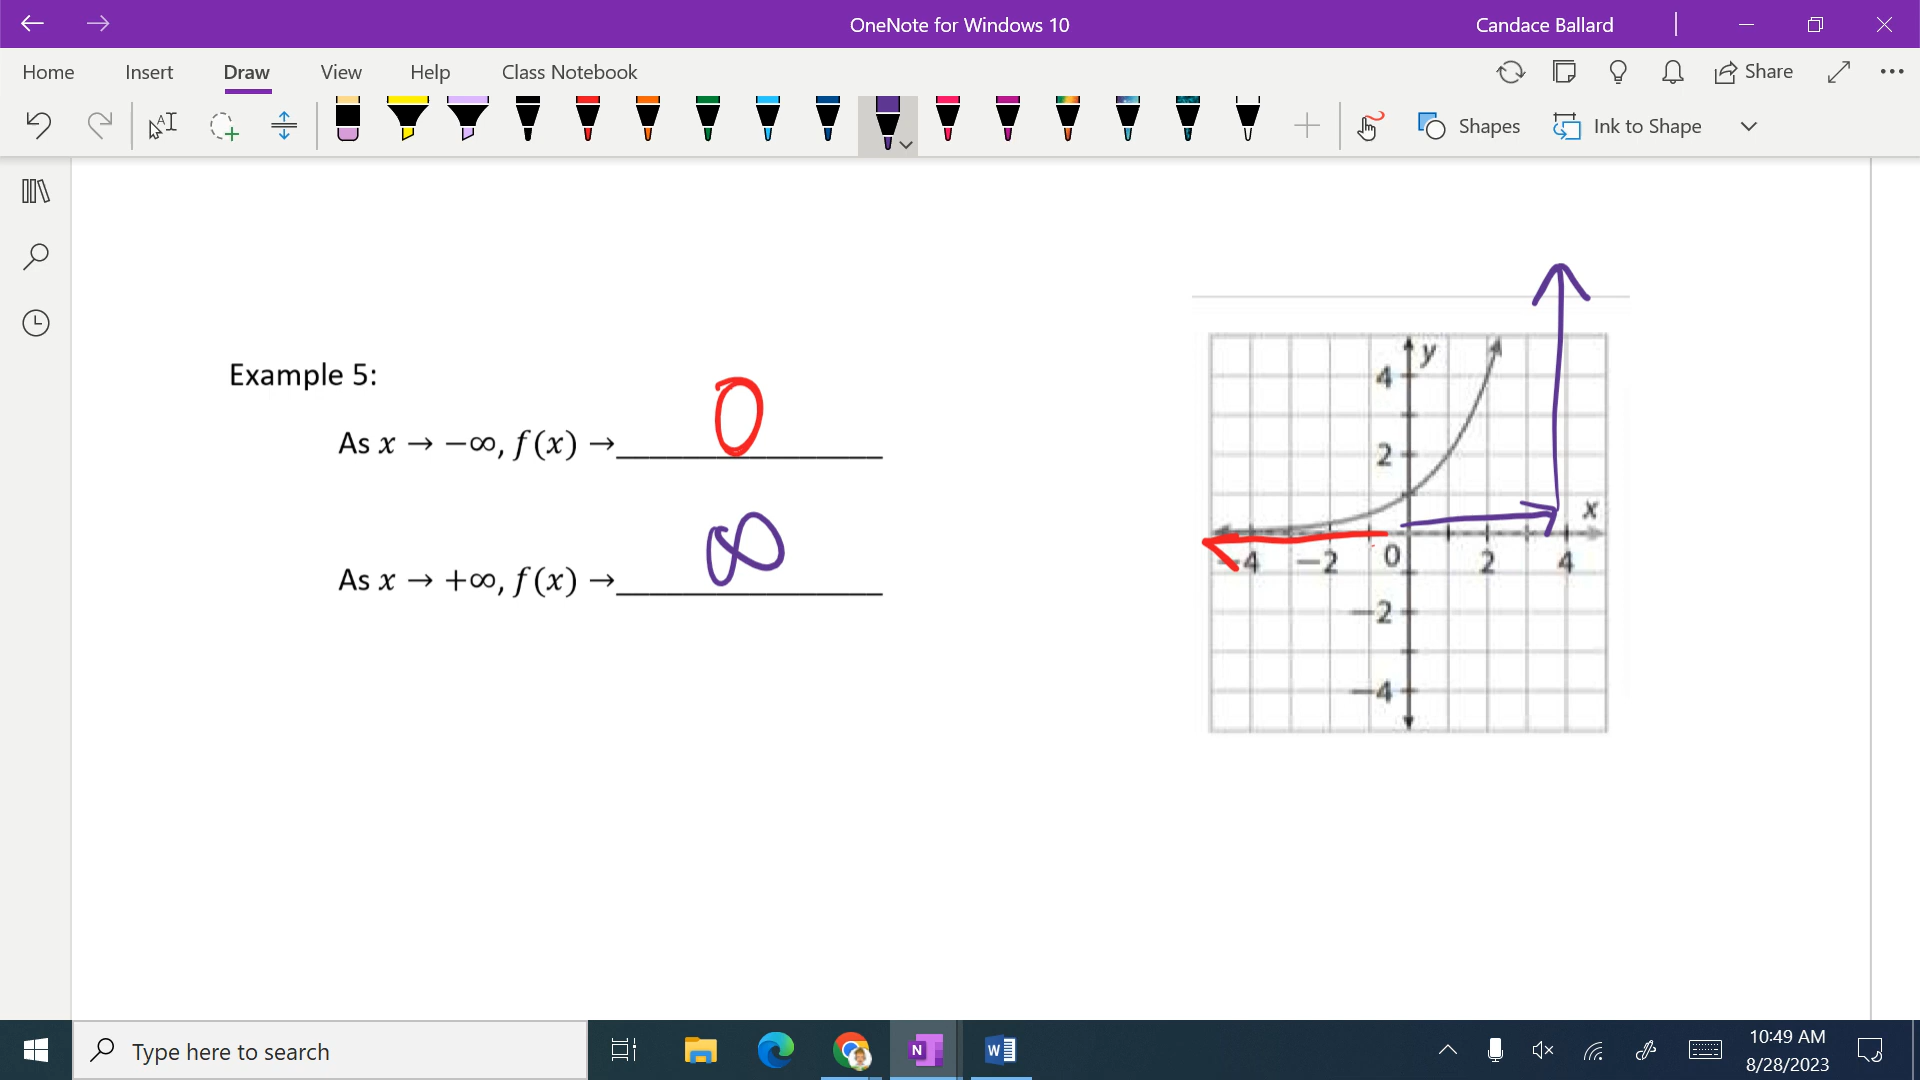 OneNote for Windows 10
Candace Ballard
Home Insert Draw View Help Class Notebook
Share
Shapes
Ink to Shape
Example 5:
As x → −∞, f(x) → 0
As x → +∞, f(x) → ∞
y
4
2
x
−4 −2 0 2 4
−2
−4
Type here to search
10:49 AM
8/28/2023